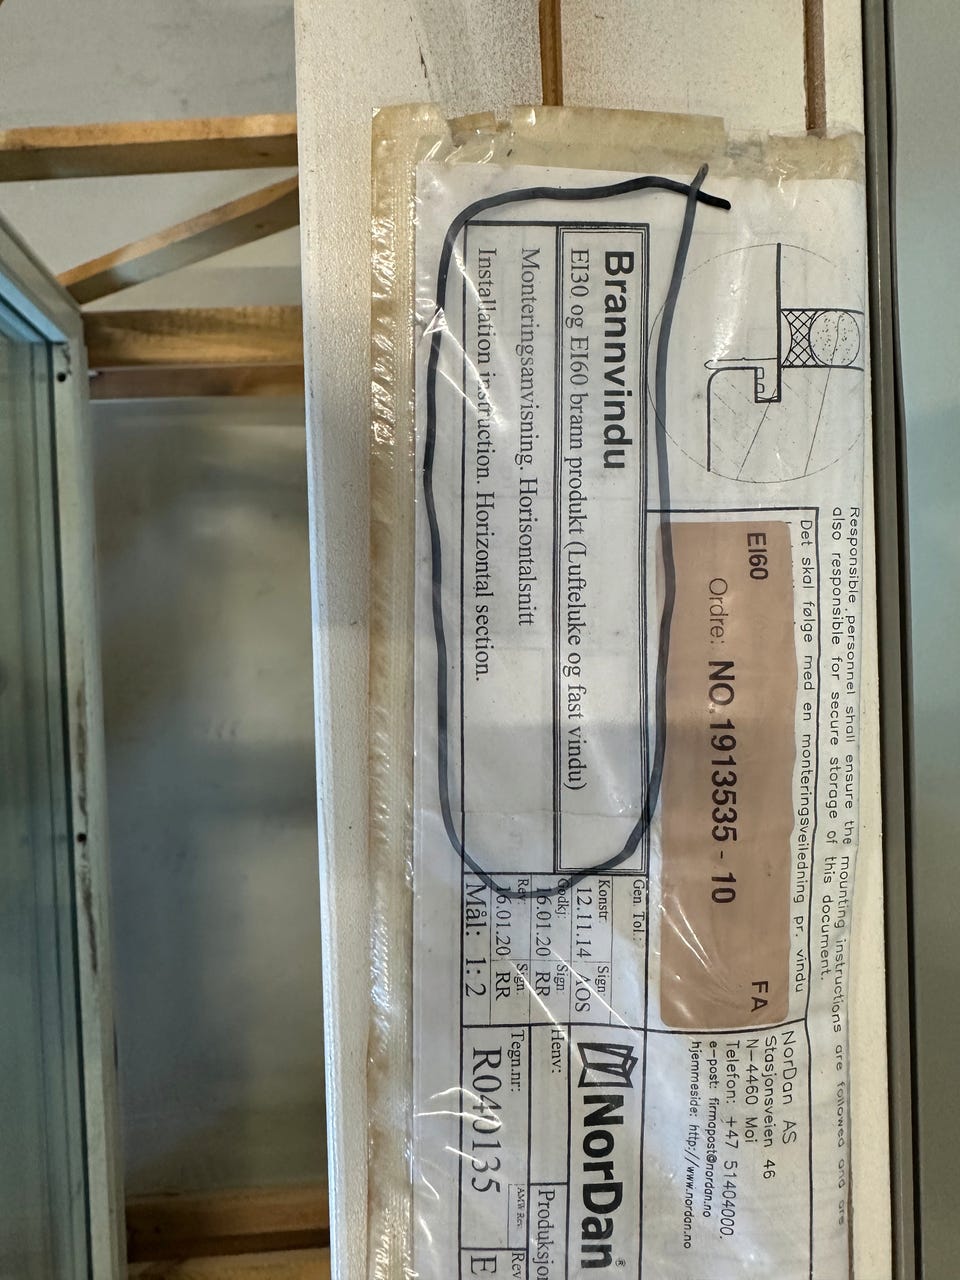 Responsible personnel shall ensure the mounting instructions are followed and are
also responsible for secure storage of this document.
Det skal følge med en monteringsveiledning pr. vindu
EI60
FA
Ordre: NO.1913535 - 10
NorDan AS
Stasjonsveien 46
N-4460 Moi
Telefon: +47 51404000.
e-post: firmapost@nordan.no
hjemmeside: http://www.nordan.no
Brannvindu
EI30 og EI60 brann produkt (Lufteluke og fast vindu)
Monteringsanvisning. Horisontalsnitt
Installation instruction. Horizontal section.
Gen. Tol.:
Konstr.
Sign:
12.11.14
AOS
Godkj:
Sign:
16.01.20
RR
Rev.
Sign.
16.01.20
RR
Mål: 1:2
NorDan®
Henv:
Produksjon
Tegn.nr:
R040135
AMW Rev.
Rev
E